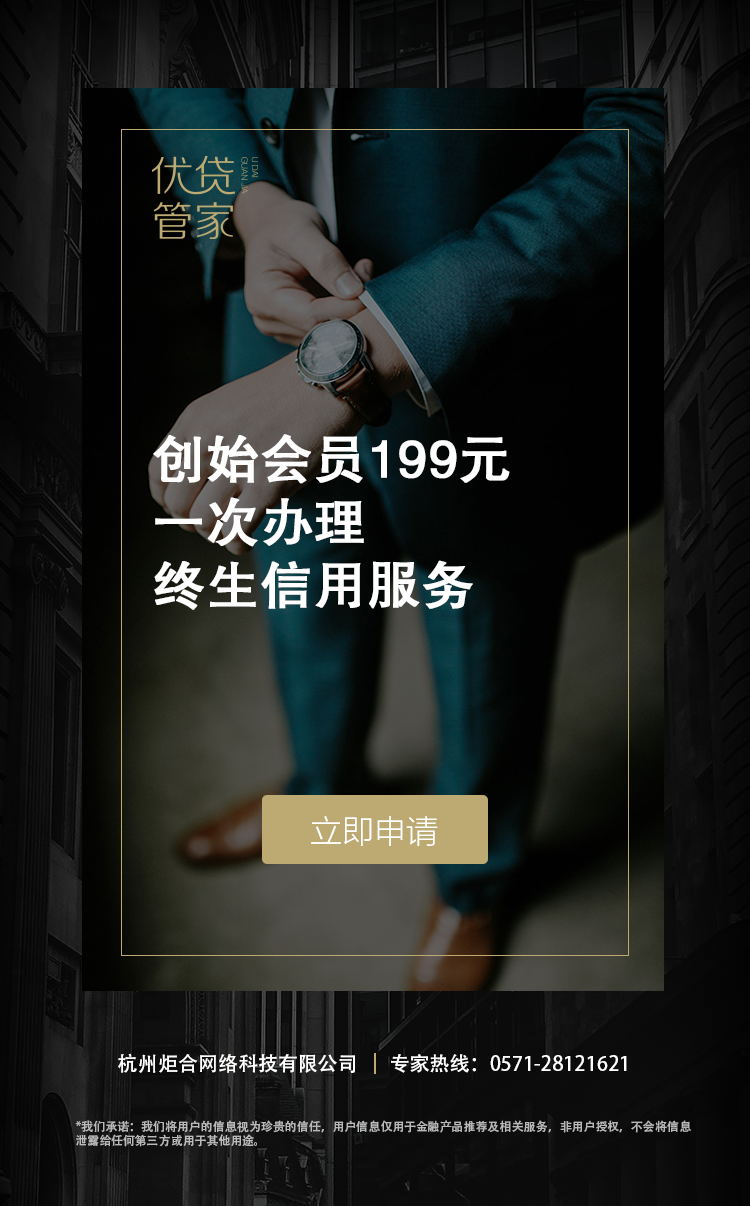 优贷
管家
U DAI
GUAN JIA
创始会员199元
一次办理
终生信用服务
立即申请
杭州炬合网络科技有限公司 | 专家热线：0571-28121621
*我们承诺：我们将用户的信息视为珍贵的信任，用户信息仅用于金融产品推荐及相关服务，非用户授权，不会将信息
泄露给任何第三方或用于其他用途。